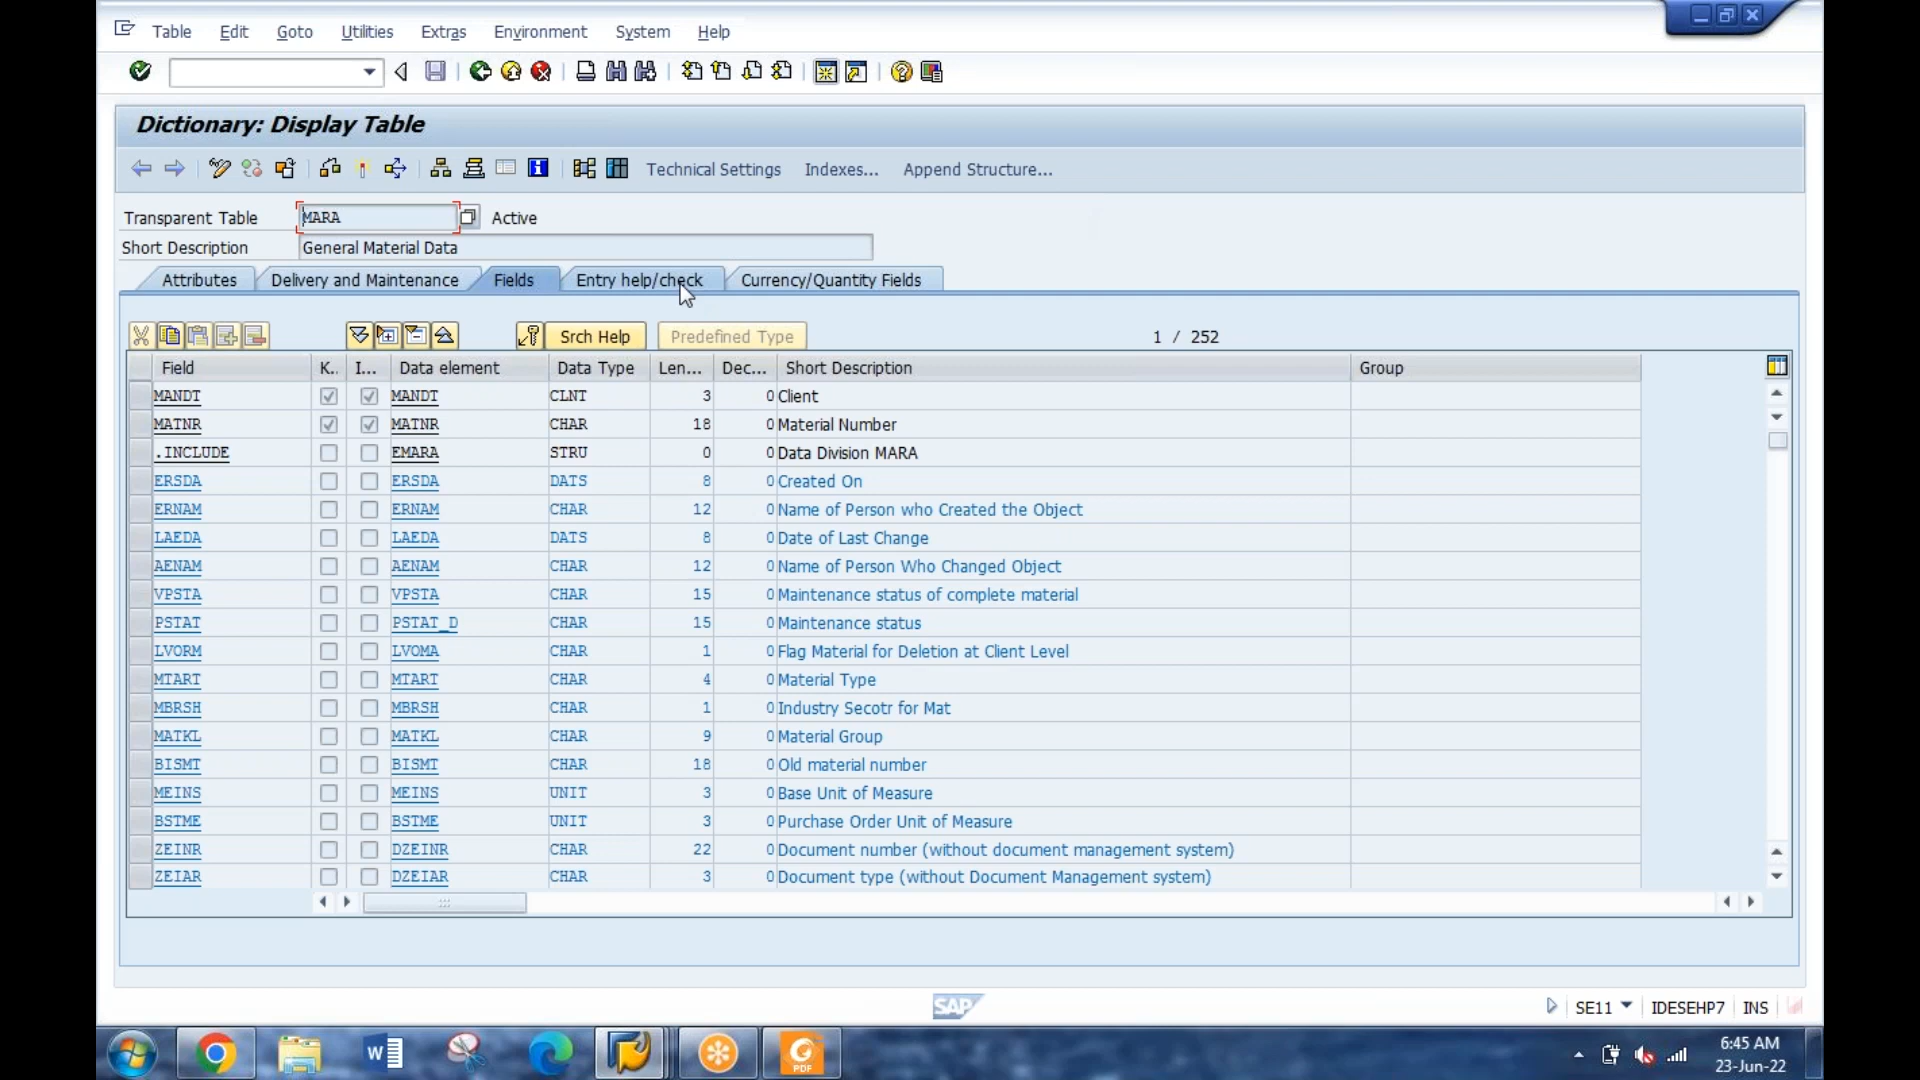 Table Edit Goto Utilities Extras Environment System Help
Dictionary: Display Table
Technical Settings Indexes... Append Structure...
Transparent Table MARA Active
Short Description General Material Data
Attributes Delivery and Maintenance Fields Entry help/check Currency/Quantity Fields
Srch Help Predefined Type 1 / 252
Field K.. I... Data element Data Type Len... Dec... Short Description Group
MANDT MANDT CLNT 3 0 Client
MATNR MATNR CHAR 18 0 Material Number
.INCLUDE EMARA STRU 0 0 Data Division MARA
ERSDA ERSDA DATS 8 0 Created On
ERNAM ERNAM CHAR 12 0 Name of Person who Created the Object
LAEDA LAEDA DATS 8 0 Date of Last Change
AENAM AENAM CHAR 12 0 Name of Person Who Changed Object
VPSTA VPSTA CHAR 15 0 Maintenance status of complete material
PSTAT PSTAT_D CHAR 15 0 Maintenance status
LVORM LVOMA CHAR 1 0 Flag Material for Deletion at Client Level
MTART MTART CHAR 4 0 Material Type
MBRSH MBRSH CHAR 1 0 Industry Secotr for Mat
MATKL MATKL CHAR 9 0 Material Group
BISMT BISMT CHAR 18 0 Old material number
MEINS MEINS UNIT 3 0 Base Unit of Measure
BSTME BSTME UNIT 3 0 Purchase Order Unit of Measure
ZEINR DZEINR CHAR 22 0 Document number (without document management system)
ZEIAR DZEIAR CHAR 3 0 Document type (without Document Management system)
SAP SE11 IDESEHP7 INS
W PDF 6:45 AM
23-Jun-22